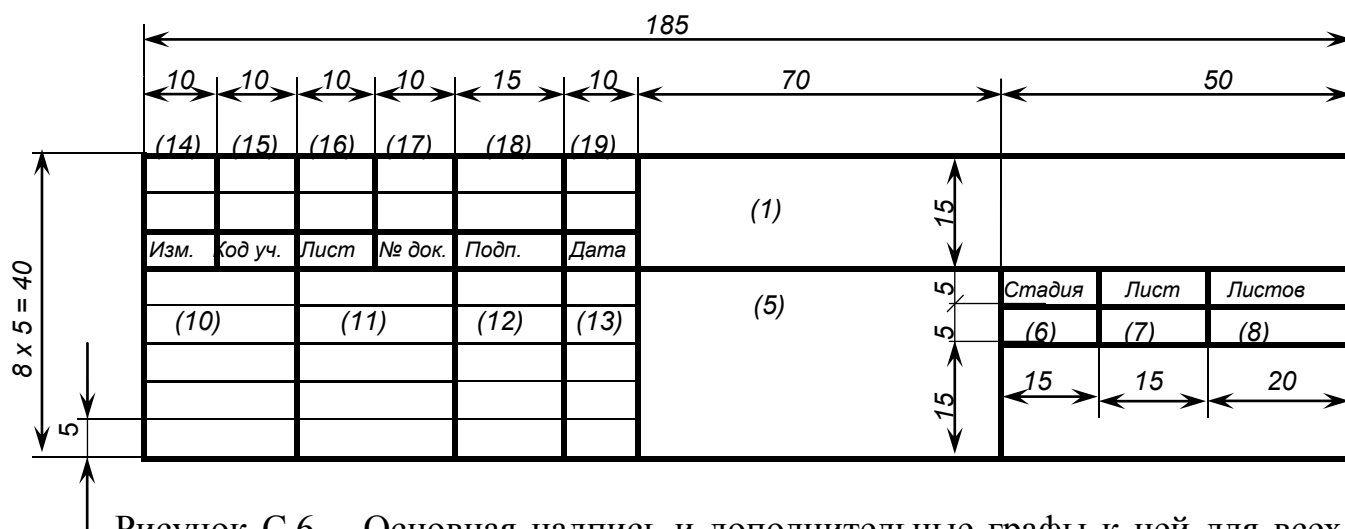 185
10 10 10 10 15 10 70 50
(14) (15) (16) (17) (18) (19)
(1)
15
Изм. Код уч. Лист № док. Подп. Дата
8 x 5 = 40
5
Стадия Лист Листов
(5)
(10) (11) (12) (13)
5
(6) (7) (8)
15 15 20
15
5
Рисунок С.6 – Основная надпись и дополнительные графы к ней для всех